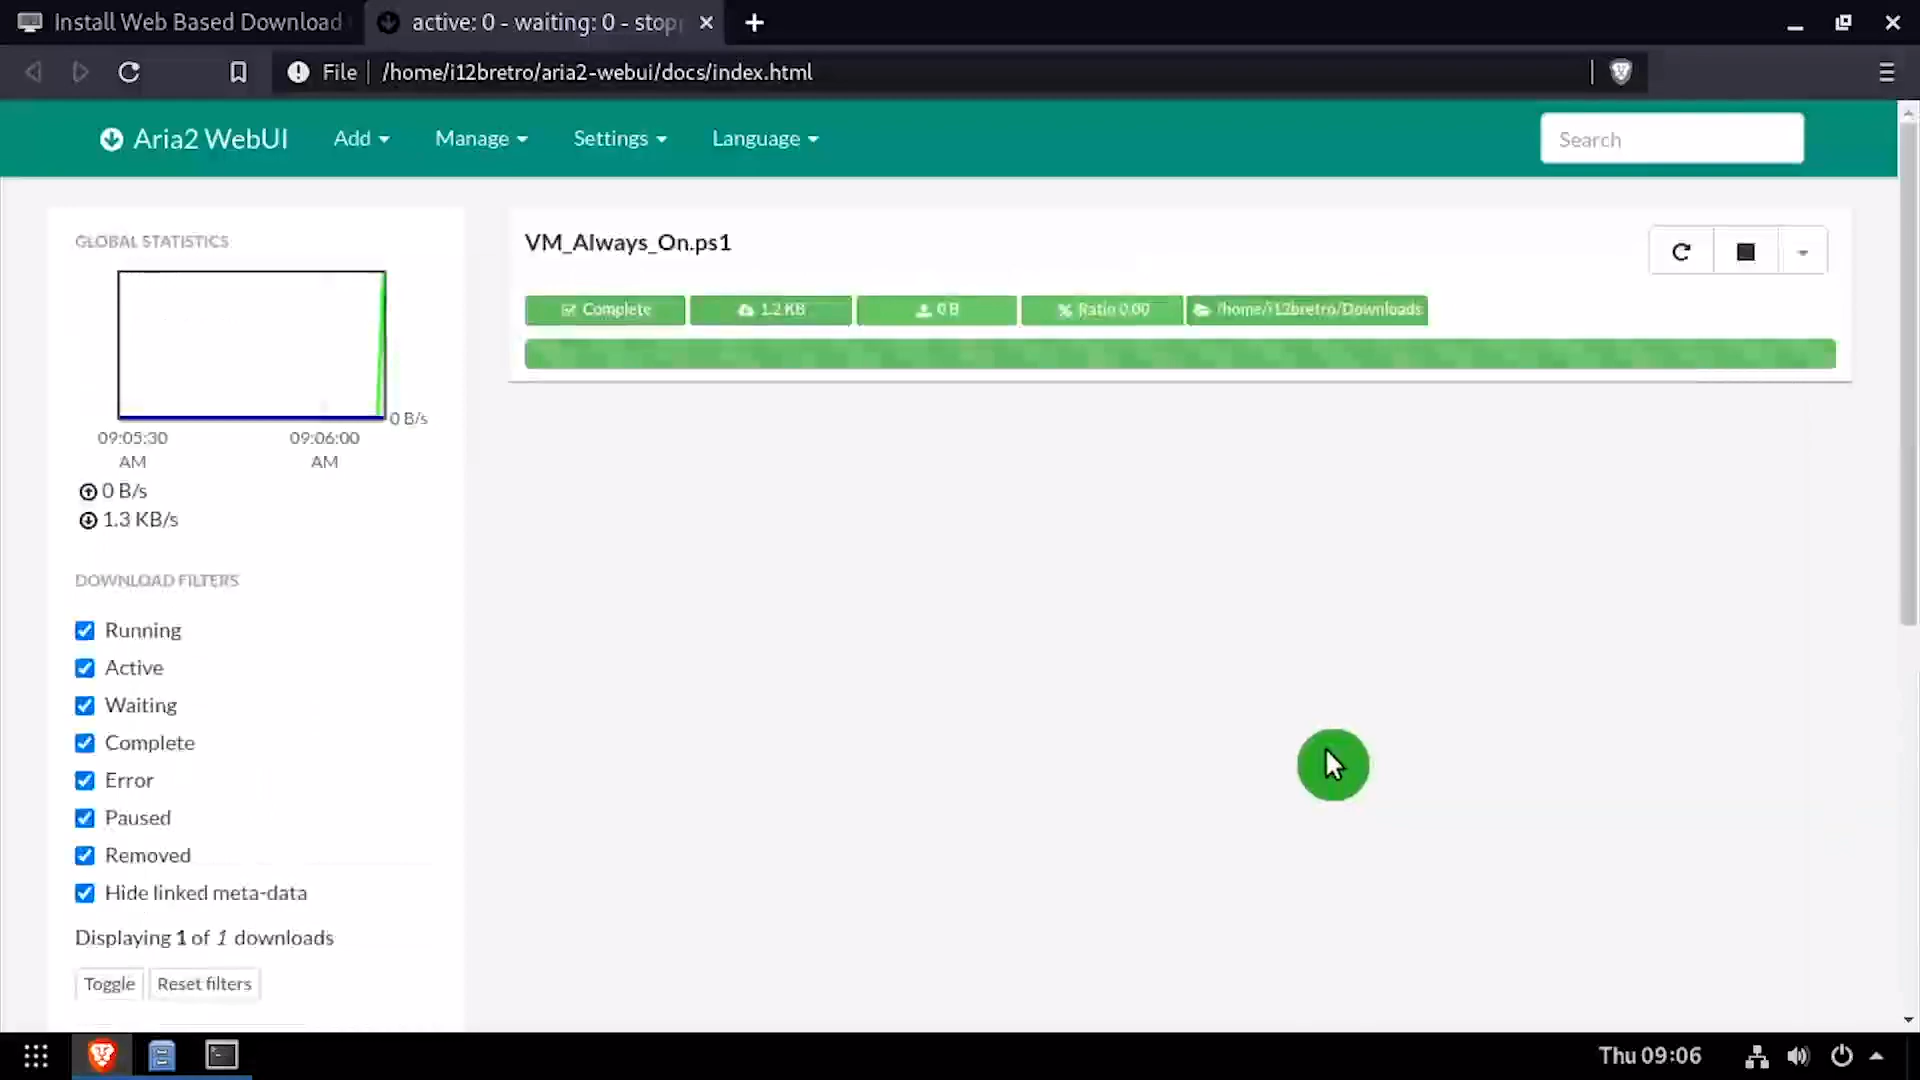 Install Web Based Download
active: 0 - waiting: 0 - stop
File
/home/i12bretro/aria2-webui/docs/index.html
Aria2 WebUI
Add
Manage
Settings
Language
Search
GLOBAL STATISTICS
0 B/s
09:05:30 AM
09:06:00 AM
0 B/s
1.3 KB/s
DOWNLOAD FILTERS
Running
Active
Waiting
Complete
Error
Paused
Removed
Hide linked meta-data
Displaying 1 of 1 downloads
Toggle
Reset filters
VM_Always_On.ps1
Complete
1.2 KB
0 B
Ratio 0.00
/home/i12bretro/Downloads
Thu 09:06